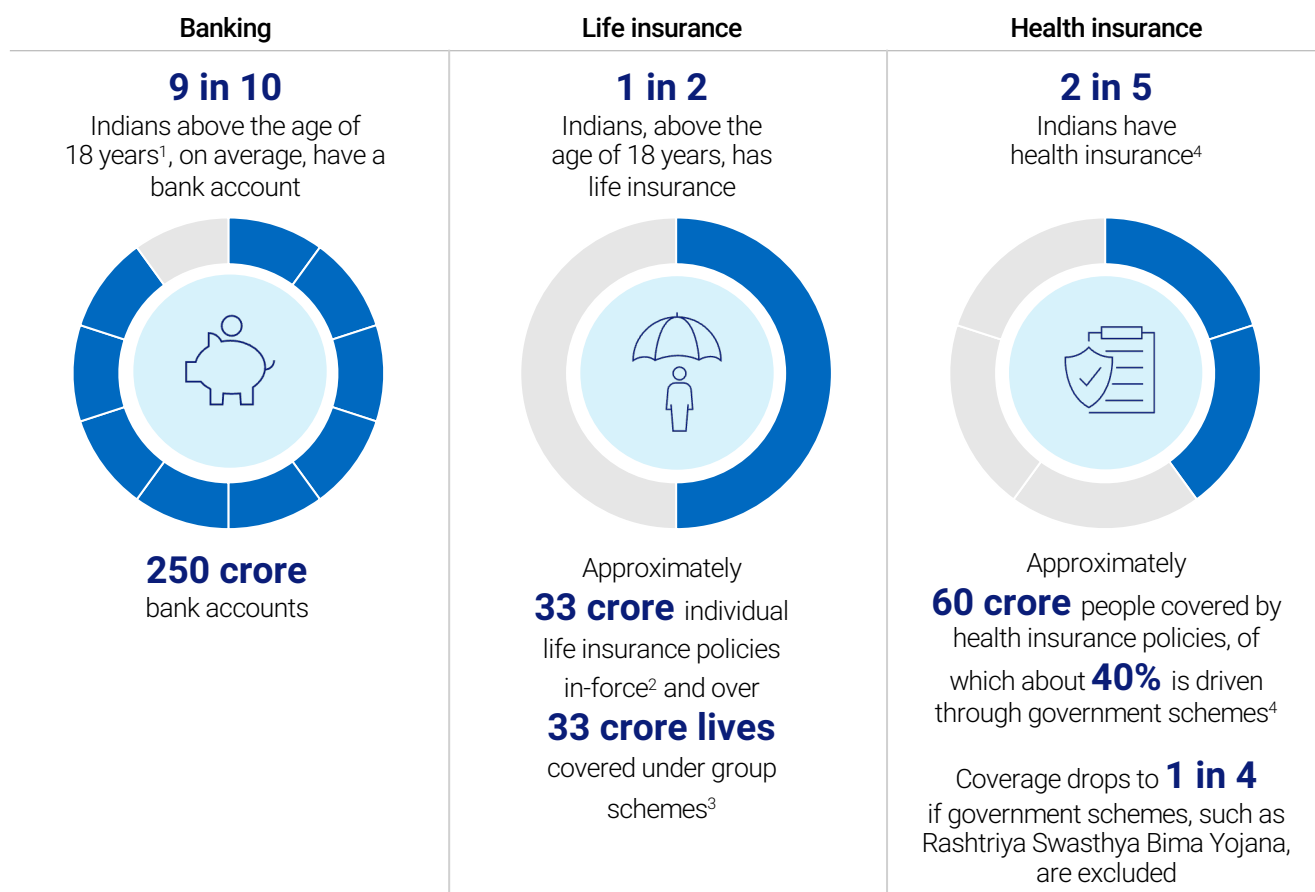 Banking
9 in 10
Indians above the age of
18 years¹, on average, have a
bank account
250 crore
bank accounts
Life insurance
1 in 2
Indians, above the
age of 18 years, has
life insurance
Approximately
33 crore individual
life insurance policies
in-force² and over
33 crore lives
covered under group
schemes³
Health insurance
2 in 5
Indians have
health insurance⁴
Approximately
60 crore people covered by
health insurance policies, of
which about 40% is driven
through government schemes⁴
Coverage drops to 1 in 4
if government schemes, such as
Rashtriya Swasthya Bima Yojana,
are excluded